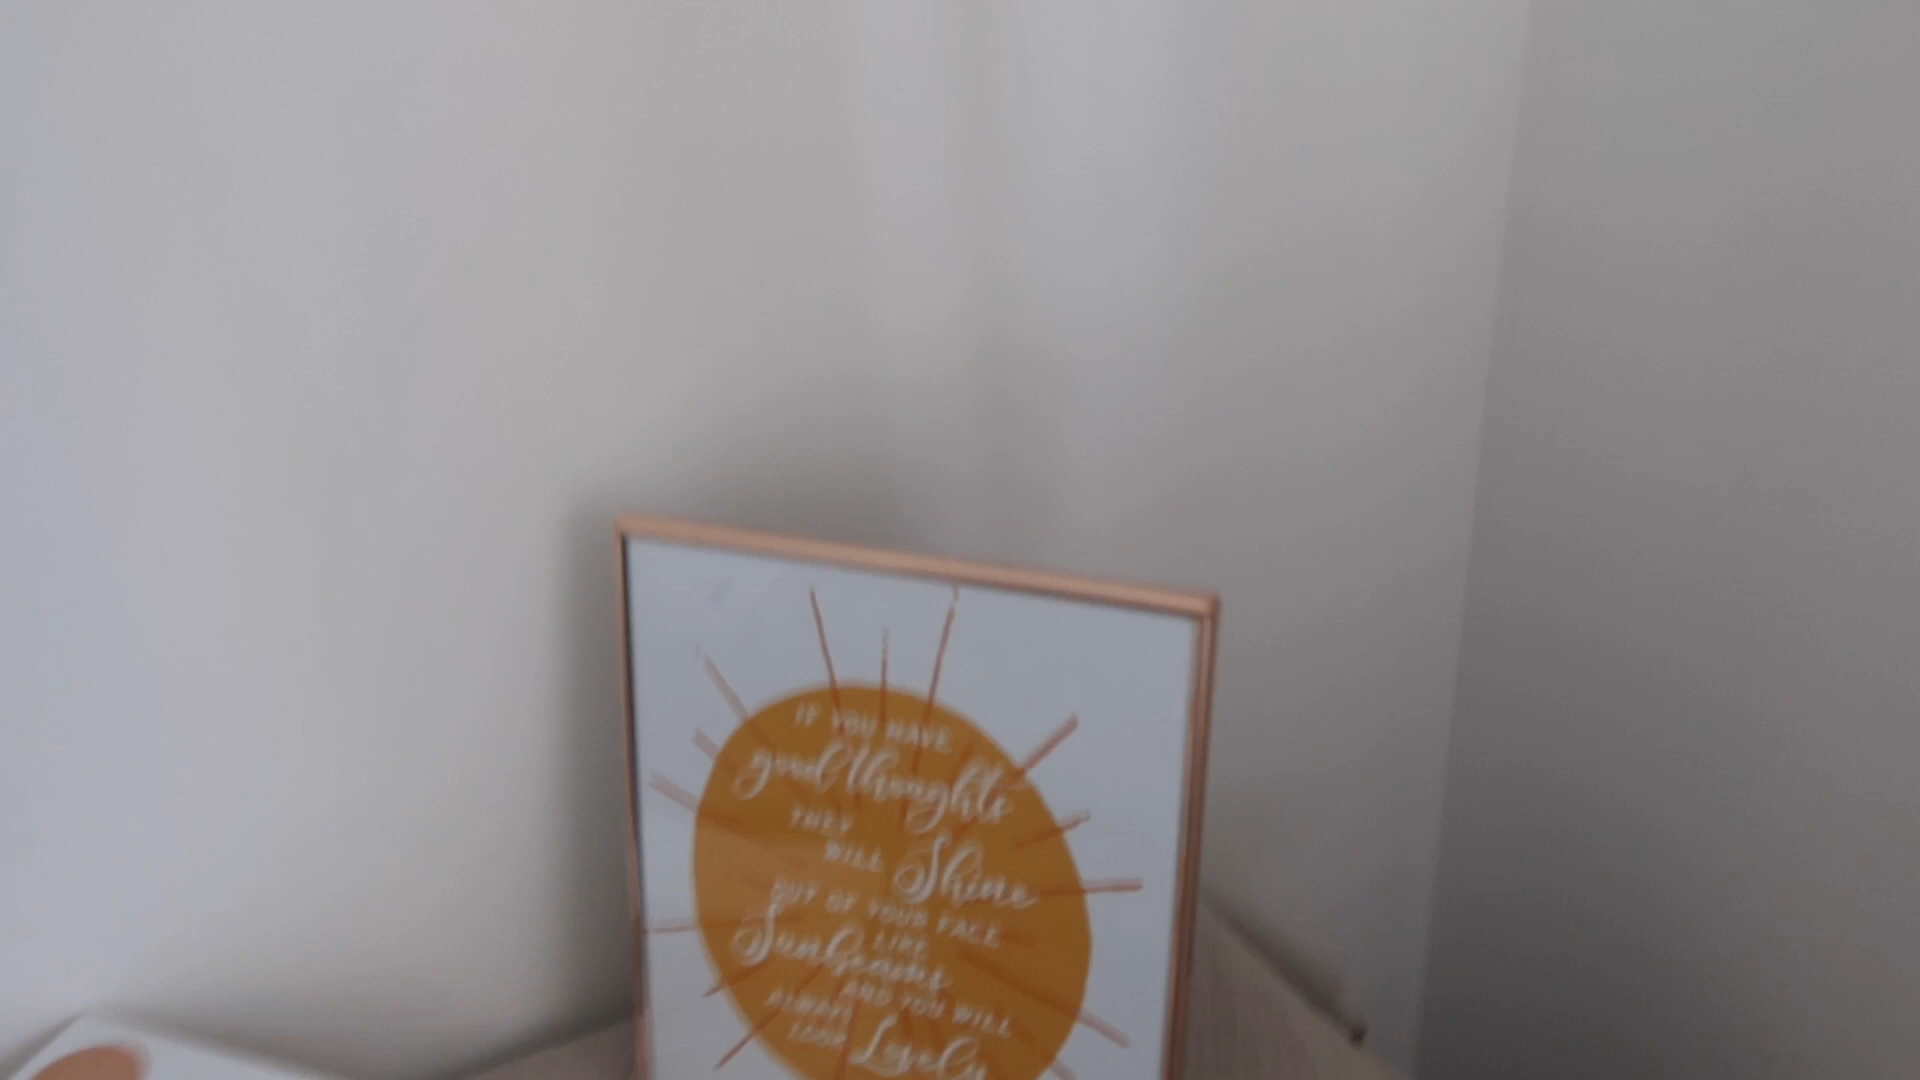 IF YOU HAVE
good thoughts
THEY
WILL Shine
OUT OF YOUR FACE
LIKE
Sunbeams
AND YOU WILL
ALWAYS
LOOK Lovely